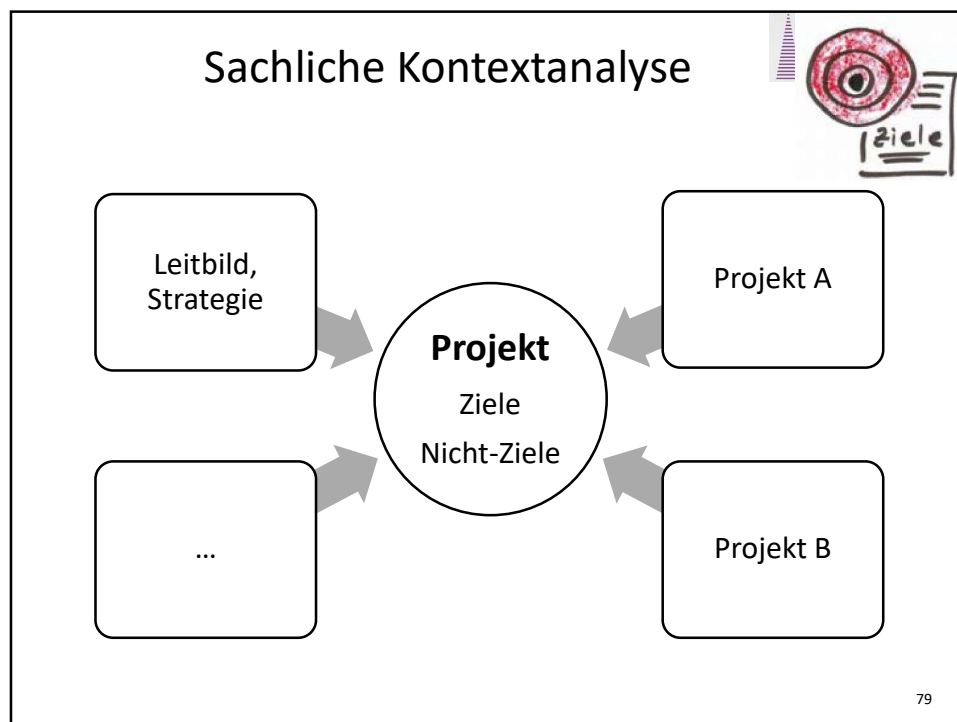 Sachliche Kontextanalyse
Ziele
Leitbild,
Strategie
Projekt A
Projekt
Ziele
Nicht-Ziele
...
Projekt B
79